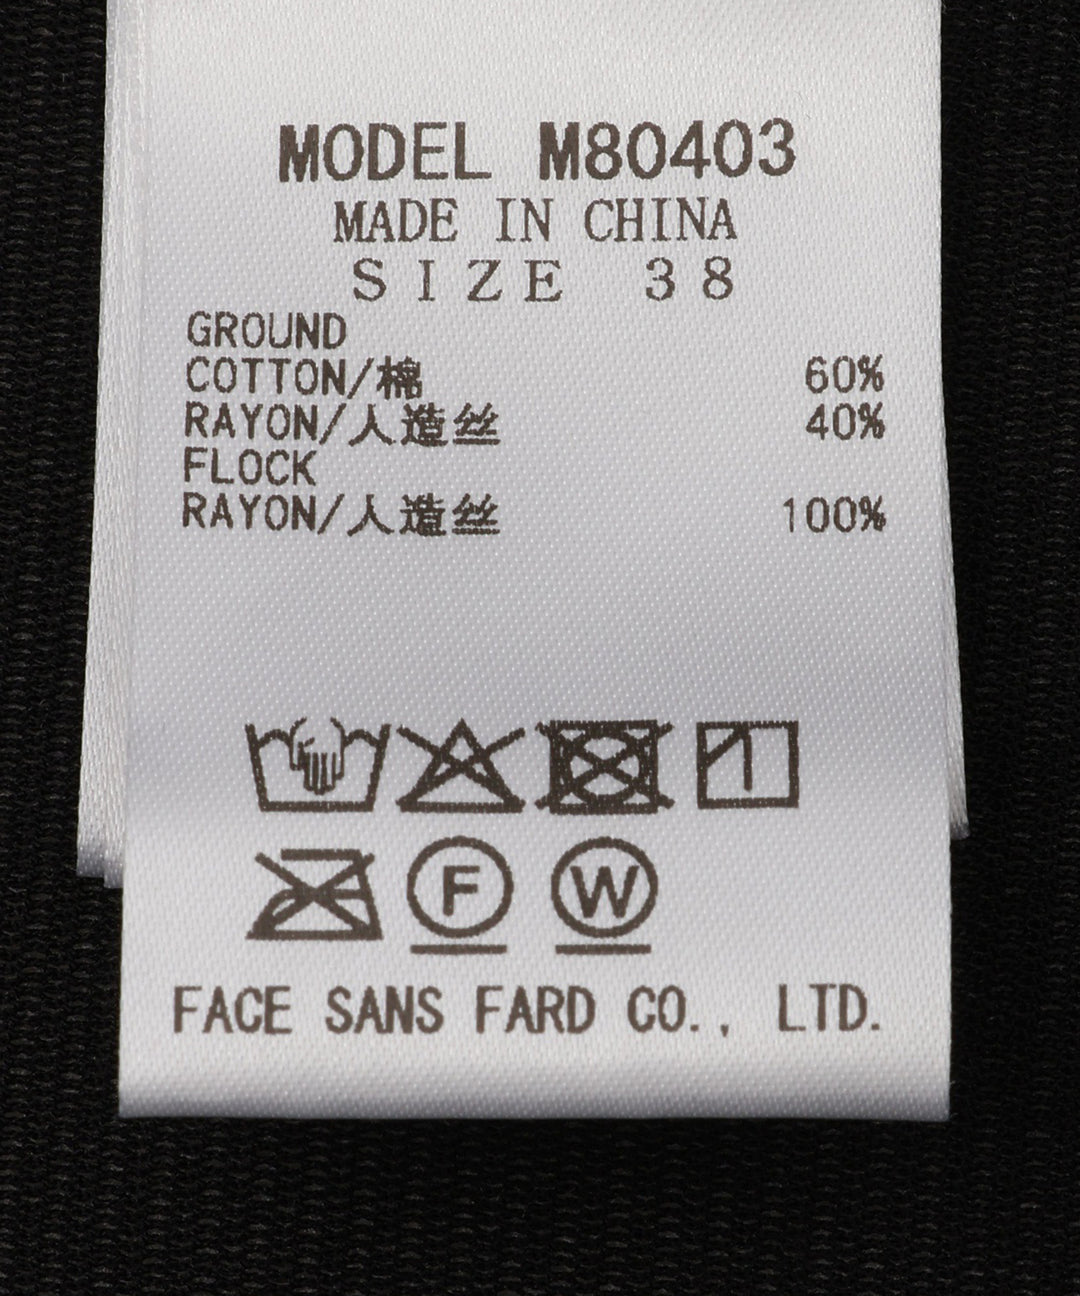 MODEL M80403
MADE IN CHINA
SIZE 38
GROUND
COTTON/棉 60%
RAYON/人造丝 40%
FLOCK
RAYON/人造丝 100%
F W
FACE SANS FARD CO., LTD.